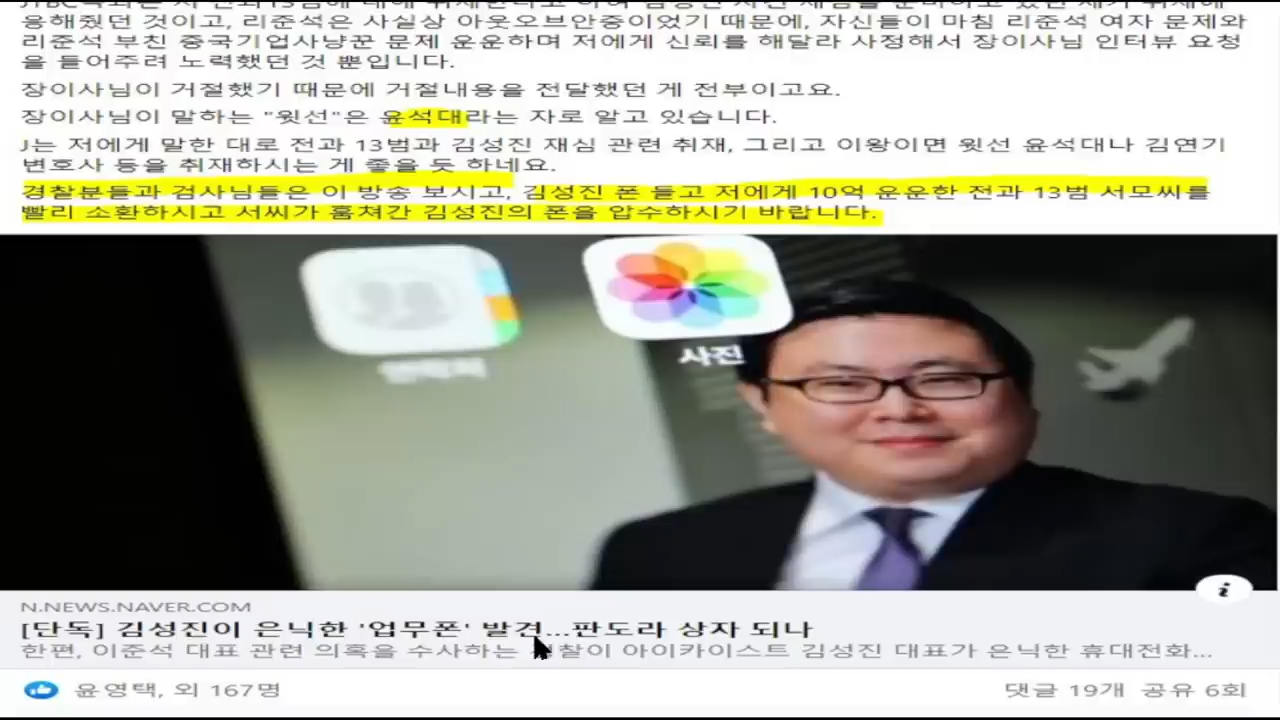 응해줬던 것이고, 리준석은 사실상 아웃오브안중이었기 때문에, 자신들이 마침 리준석 여자 문제와
리준석 부친 중국기업사냥꾼 문제 운운하며 저에게 신뢰를 해달라 사정해서 장이사님 인터뷰 요청
을 들어주려 노력했던 것 뿐입니다.
장이사님이 거절했기 때문에 거절내용을 전달했던 게 전부이고요.
장이사님이 말하는 "윗선"은 윤석대라는 자로 알고 있습니다.
J는 저에게 말한 대로 전과 13범과 김성진 재심 관련 취재, 그리고 이왕이면 윗선 윤석대나 김연기
변호사 등을 취재하시는 게 좋을 듯 하네요.
경찰분들과 검사님들은 이 방송 보시고, 김성진 폰 들고 저에게 10억 운운한 전과 13범 서모씨를
빨리 소환하시고 서씨가 훔쳐간 김성진의 폰을 압수하시기 바랍니다.
사진
N.NEWS.NAVER.COM
[단독] 김성진이 은닉한 '업무폰' 발견...판도라 상자 되나
한편, 이준석 대표 관련 의혹을 수사하는 아이카이스트 김성진 대표가 은닉한 휴대전화...
윤영택, 외 167명
댓글 19개 공유 6회